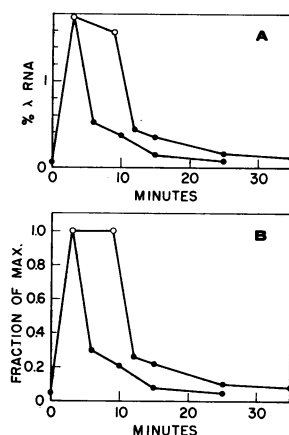 A
% λ RNA
1
0
0 10 20 30
MINUTES
B
FRACTION OF MAX.
1.0
0.8
0.6
0.4
0.2
0
0 10 20 30
MINUTES